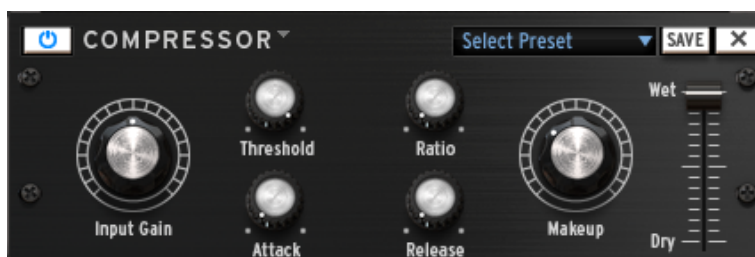 COMPRESSOR
Select Preset
SAVE
Wet
Threshold
Ratio
Input Gain
Makeup
Dry
Attack
Release